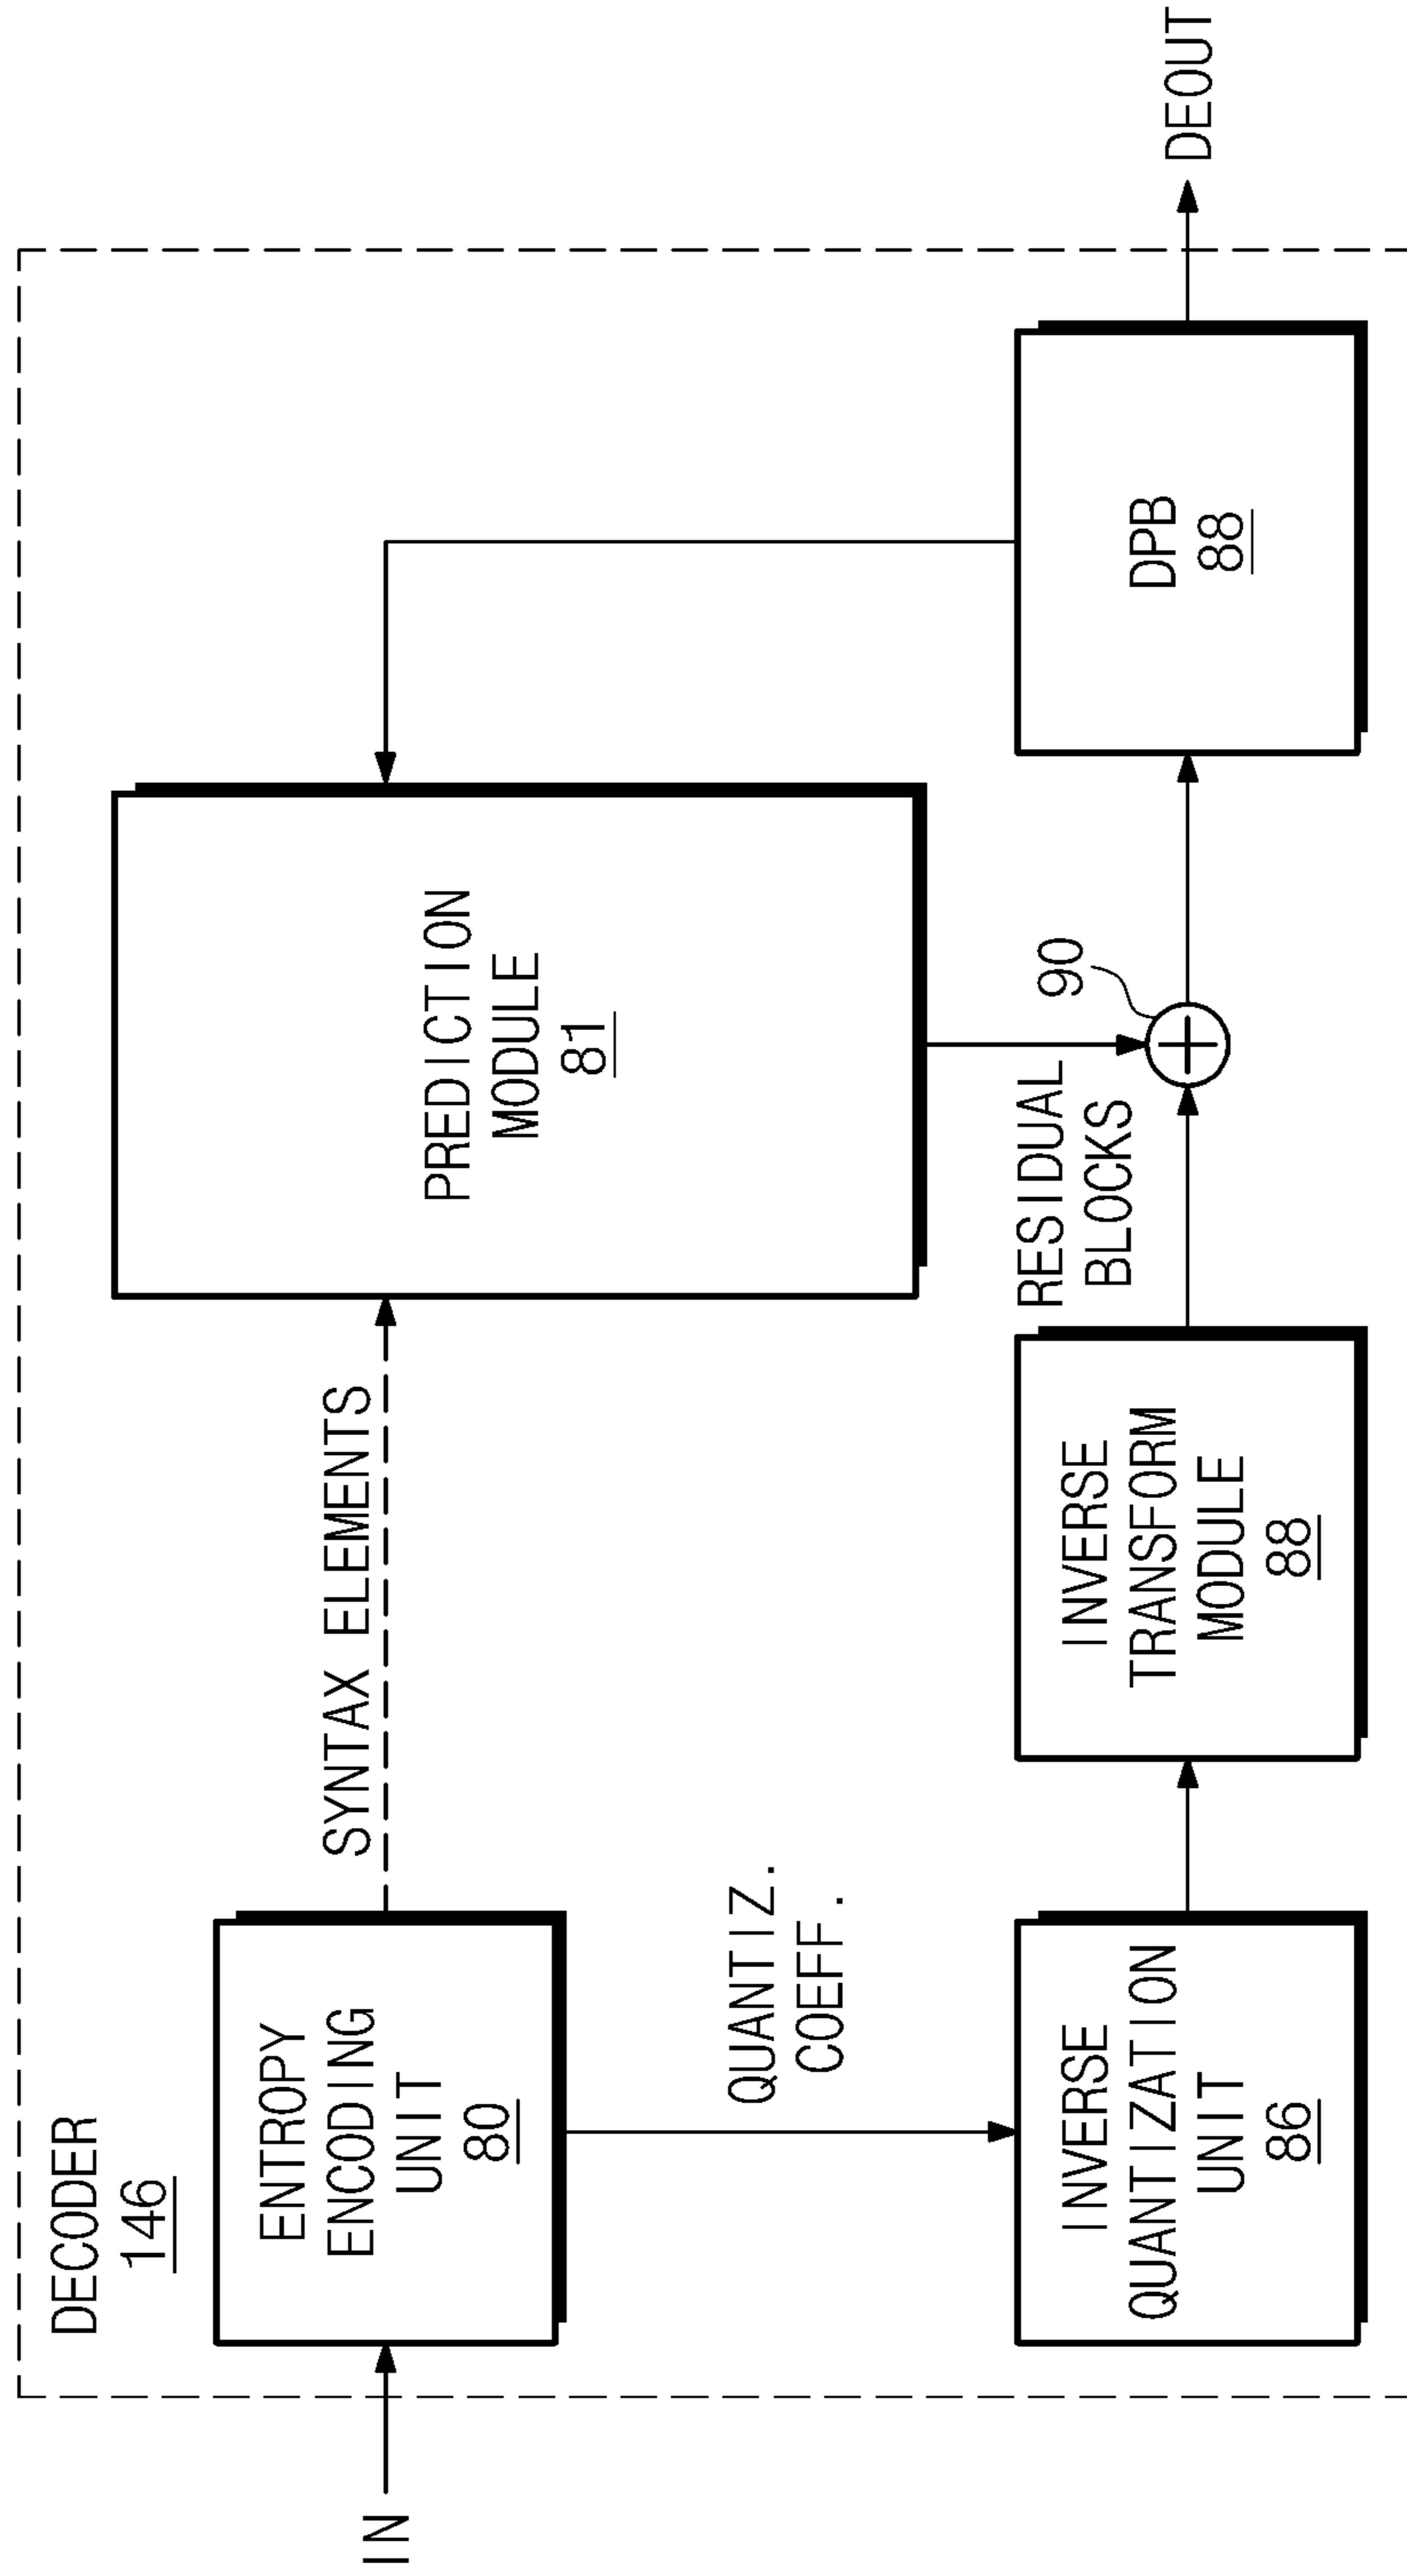 DECODER
146
IN
ENTROPY
ENCODING
UNIT
80
SYNTAX ELEMENTS
PREDICTION
MODULE
81
QUANTIZ.
COEFF.
INVERSE
QUANTIZATION
UNIT
86
INVERSE
TRANSFORM
MODULE
88
RESIDUAL
BLOCKS
90
DPB
88
DEOUT